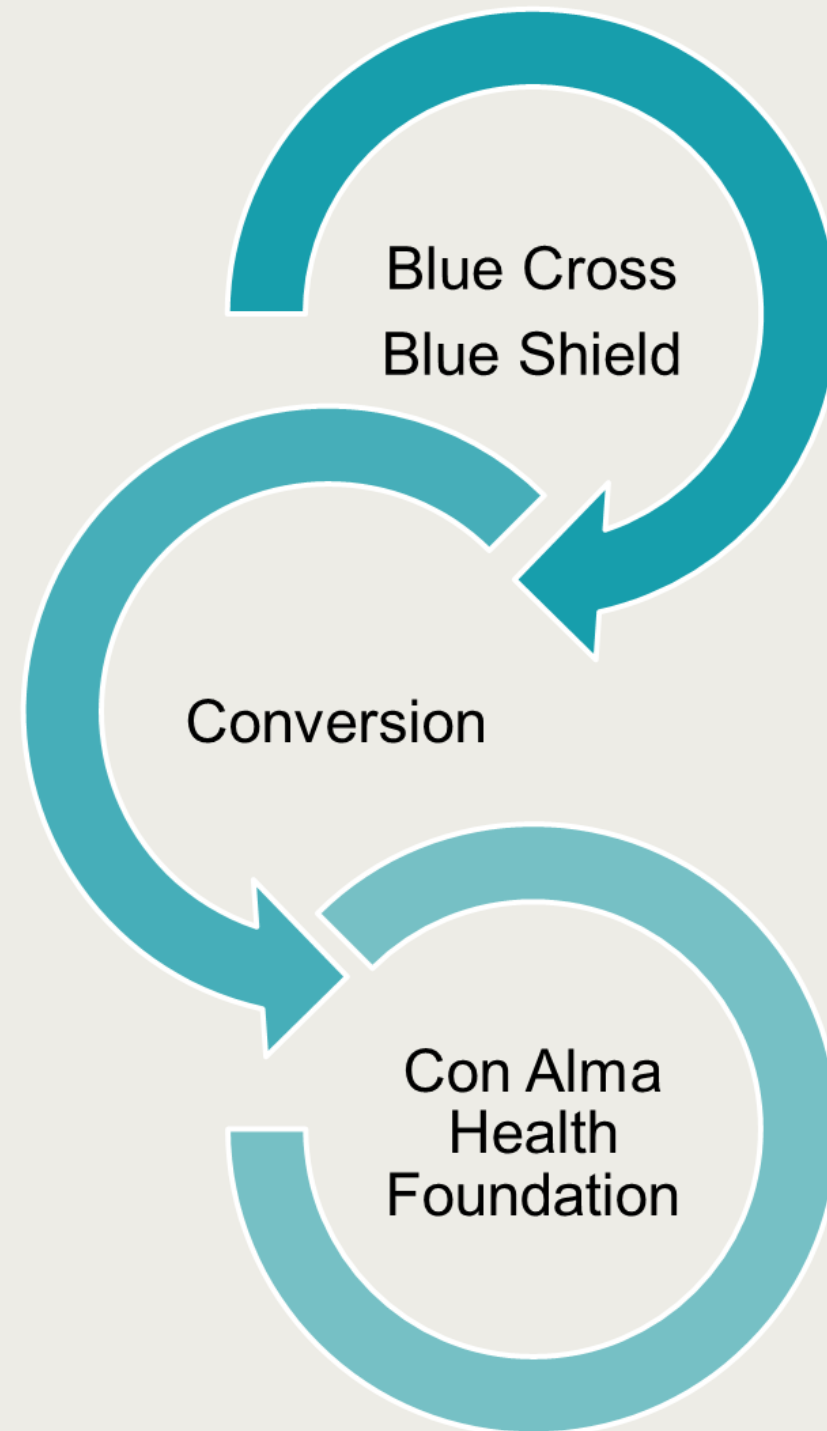 Blue Cross
Blue Shield
Conversion
Con Alma
Health
Foundation